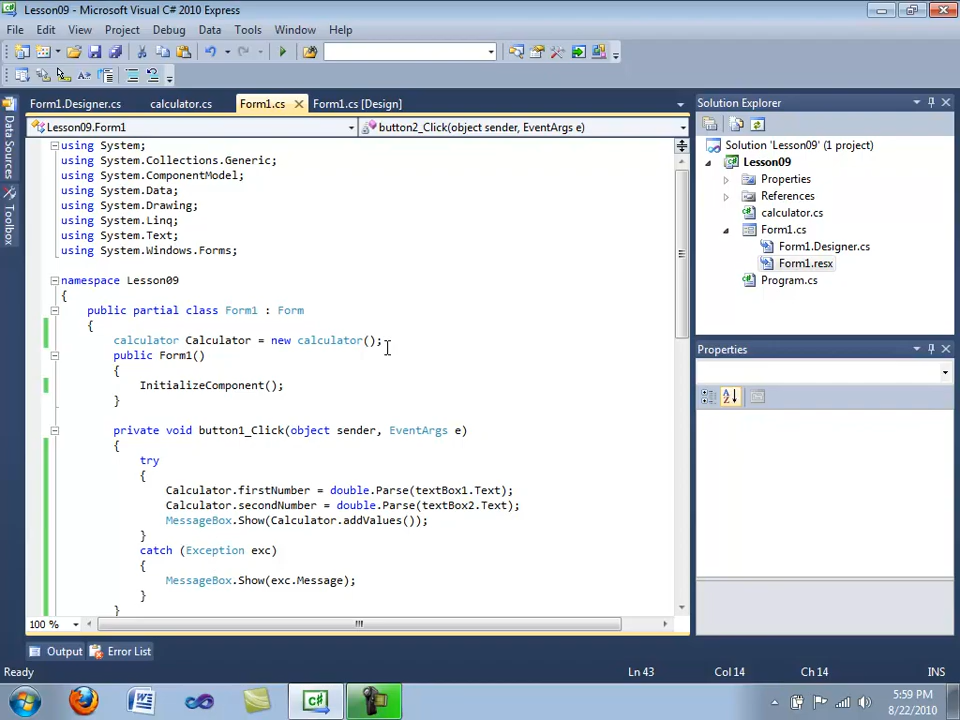 Lesson09 - Microsoft Visual C# 2010 Express
File Edit View Project Debug Data Tools Window Help
Form1.Designer.cs calculator.cs Form1.cs Form1.cs [Design]
Lesson09.Form1 button2_Click(object sender, EventArgs e)
Data Sources
Toolbox
using System;
using System.Collections.Generic;
using System.ComponentModel;
using System.Data;
using System.Drawing;
using System.Linq;
using System.Text;
using System.Windows.Forms;
namespace Lesson09
{
public partial class Form1 : Form
{
calculator Calculator = new calculator();
public Form1()
{
InitializeComponent();
}
private void button1_Click(object sender, EventArgs e)
{
try
{
Calculator.firstNumber = double.Parse(textBox1.Text);
Calculator.secondNumber = double.Parse(textBox2.Text);
MessageBox.Show(Calculator.addValues());
}
catch (Exception exc)
{
MessageBox.Show(exc.Message);
}
}
100 %
Solution Explorer
Solution 'Lesson09' (1 project)
Lesson09
Properties
References
calculator.cs
Form1.cs
Form1.Designer.cs
Form1.resx
Program.cs
Properties
Output Error List
Ready Ln 43 Col 14 Ch 14 INS
5:59 PM
8/22/2010